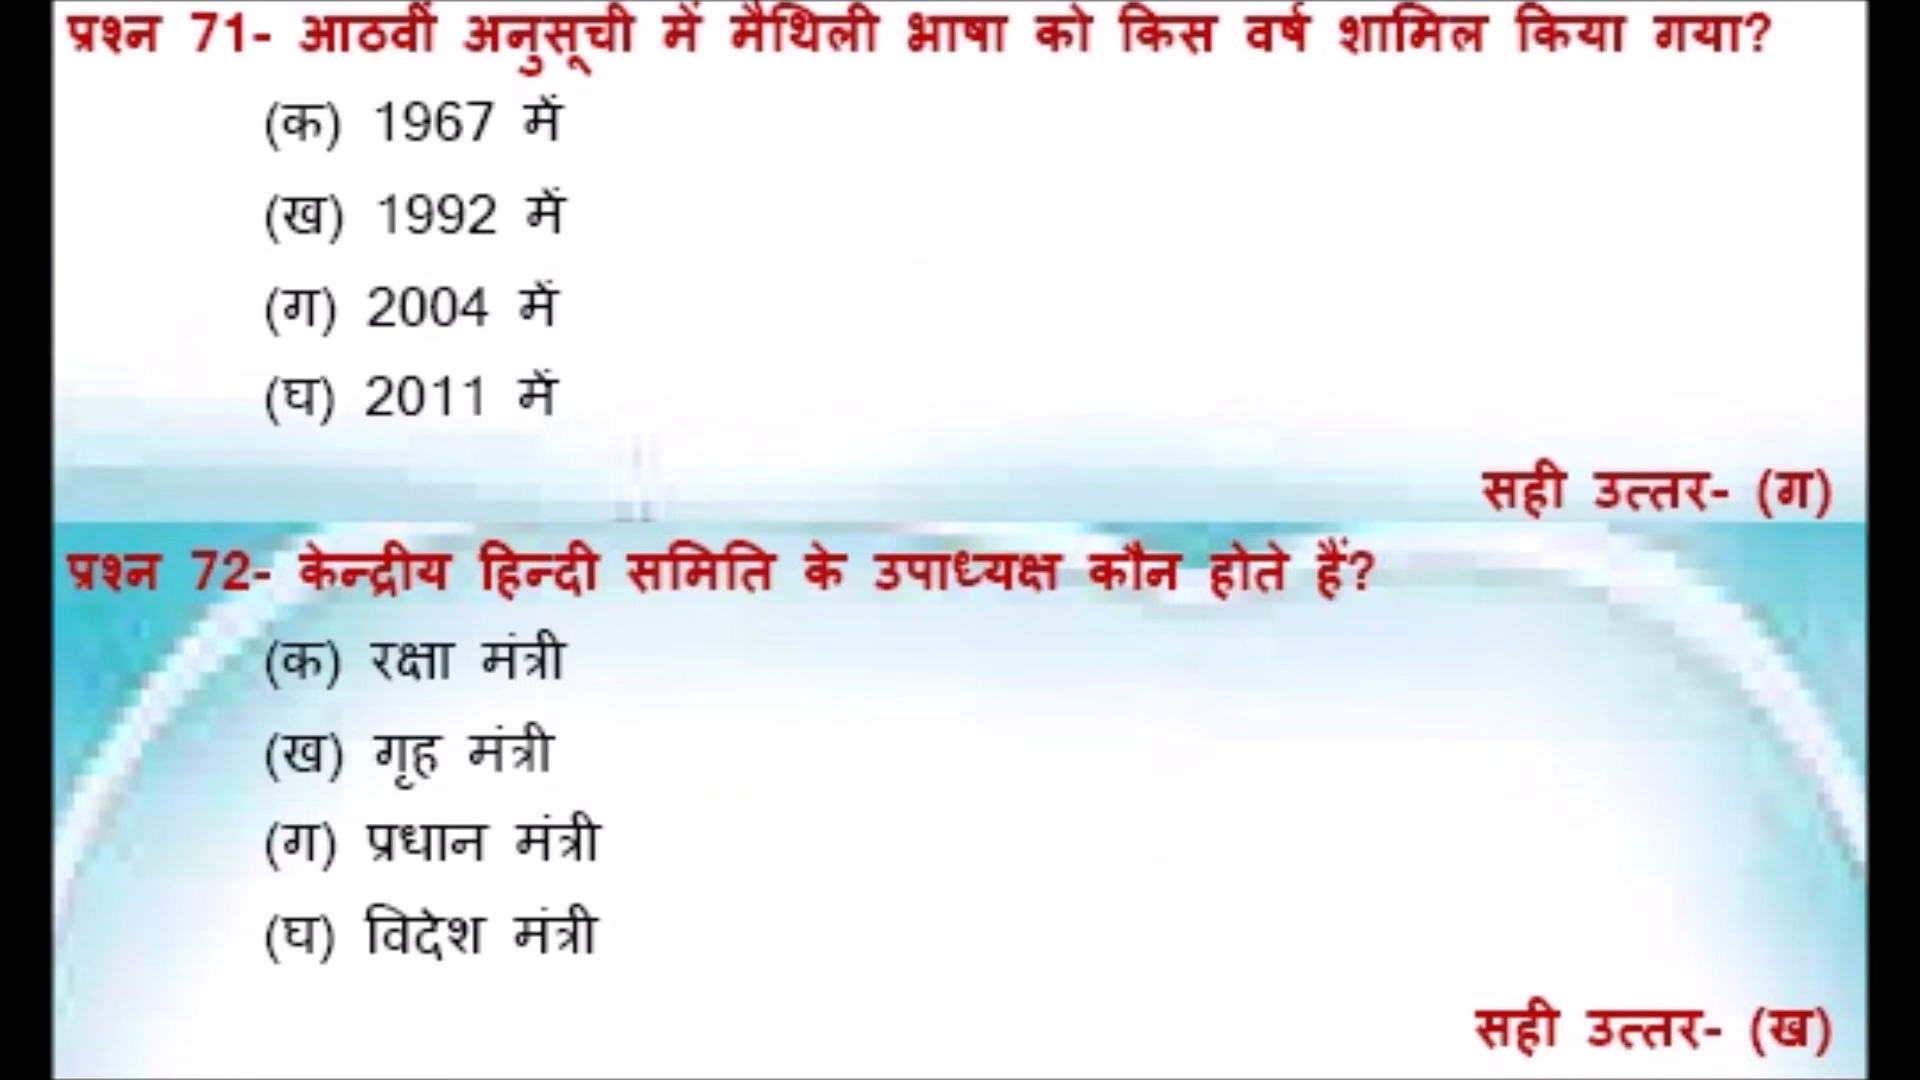 प्रश्न 71- आठवीं अनुसूची में मैथिली भाषा को किस वर्ष शामिल किया गया?
(क) 1967 में
(ख) 1992 में
(ग) 2004 में
(घ) 2011 में
सही उत्तर- (ग)
प्रश्न 72- केन्द्रीय हिन्दी समिति के उपाध्यक्ष कौन होते हैं?
(क) रक्षा मंत्री
(ख) गृह मंत्री
(ग) प्रधान मंत्री
(घ) विदेश मंत्री
सही उत्तर- (ख)